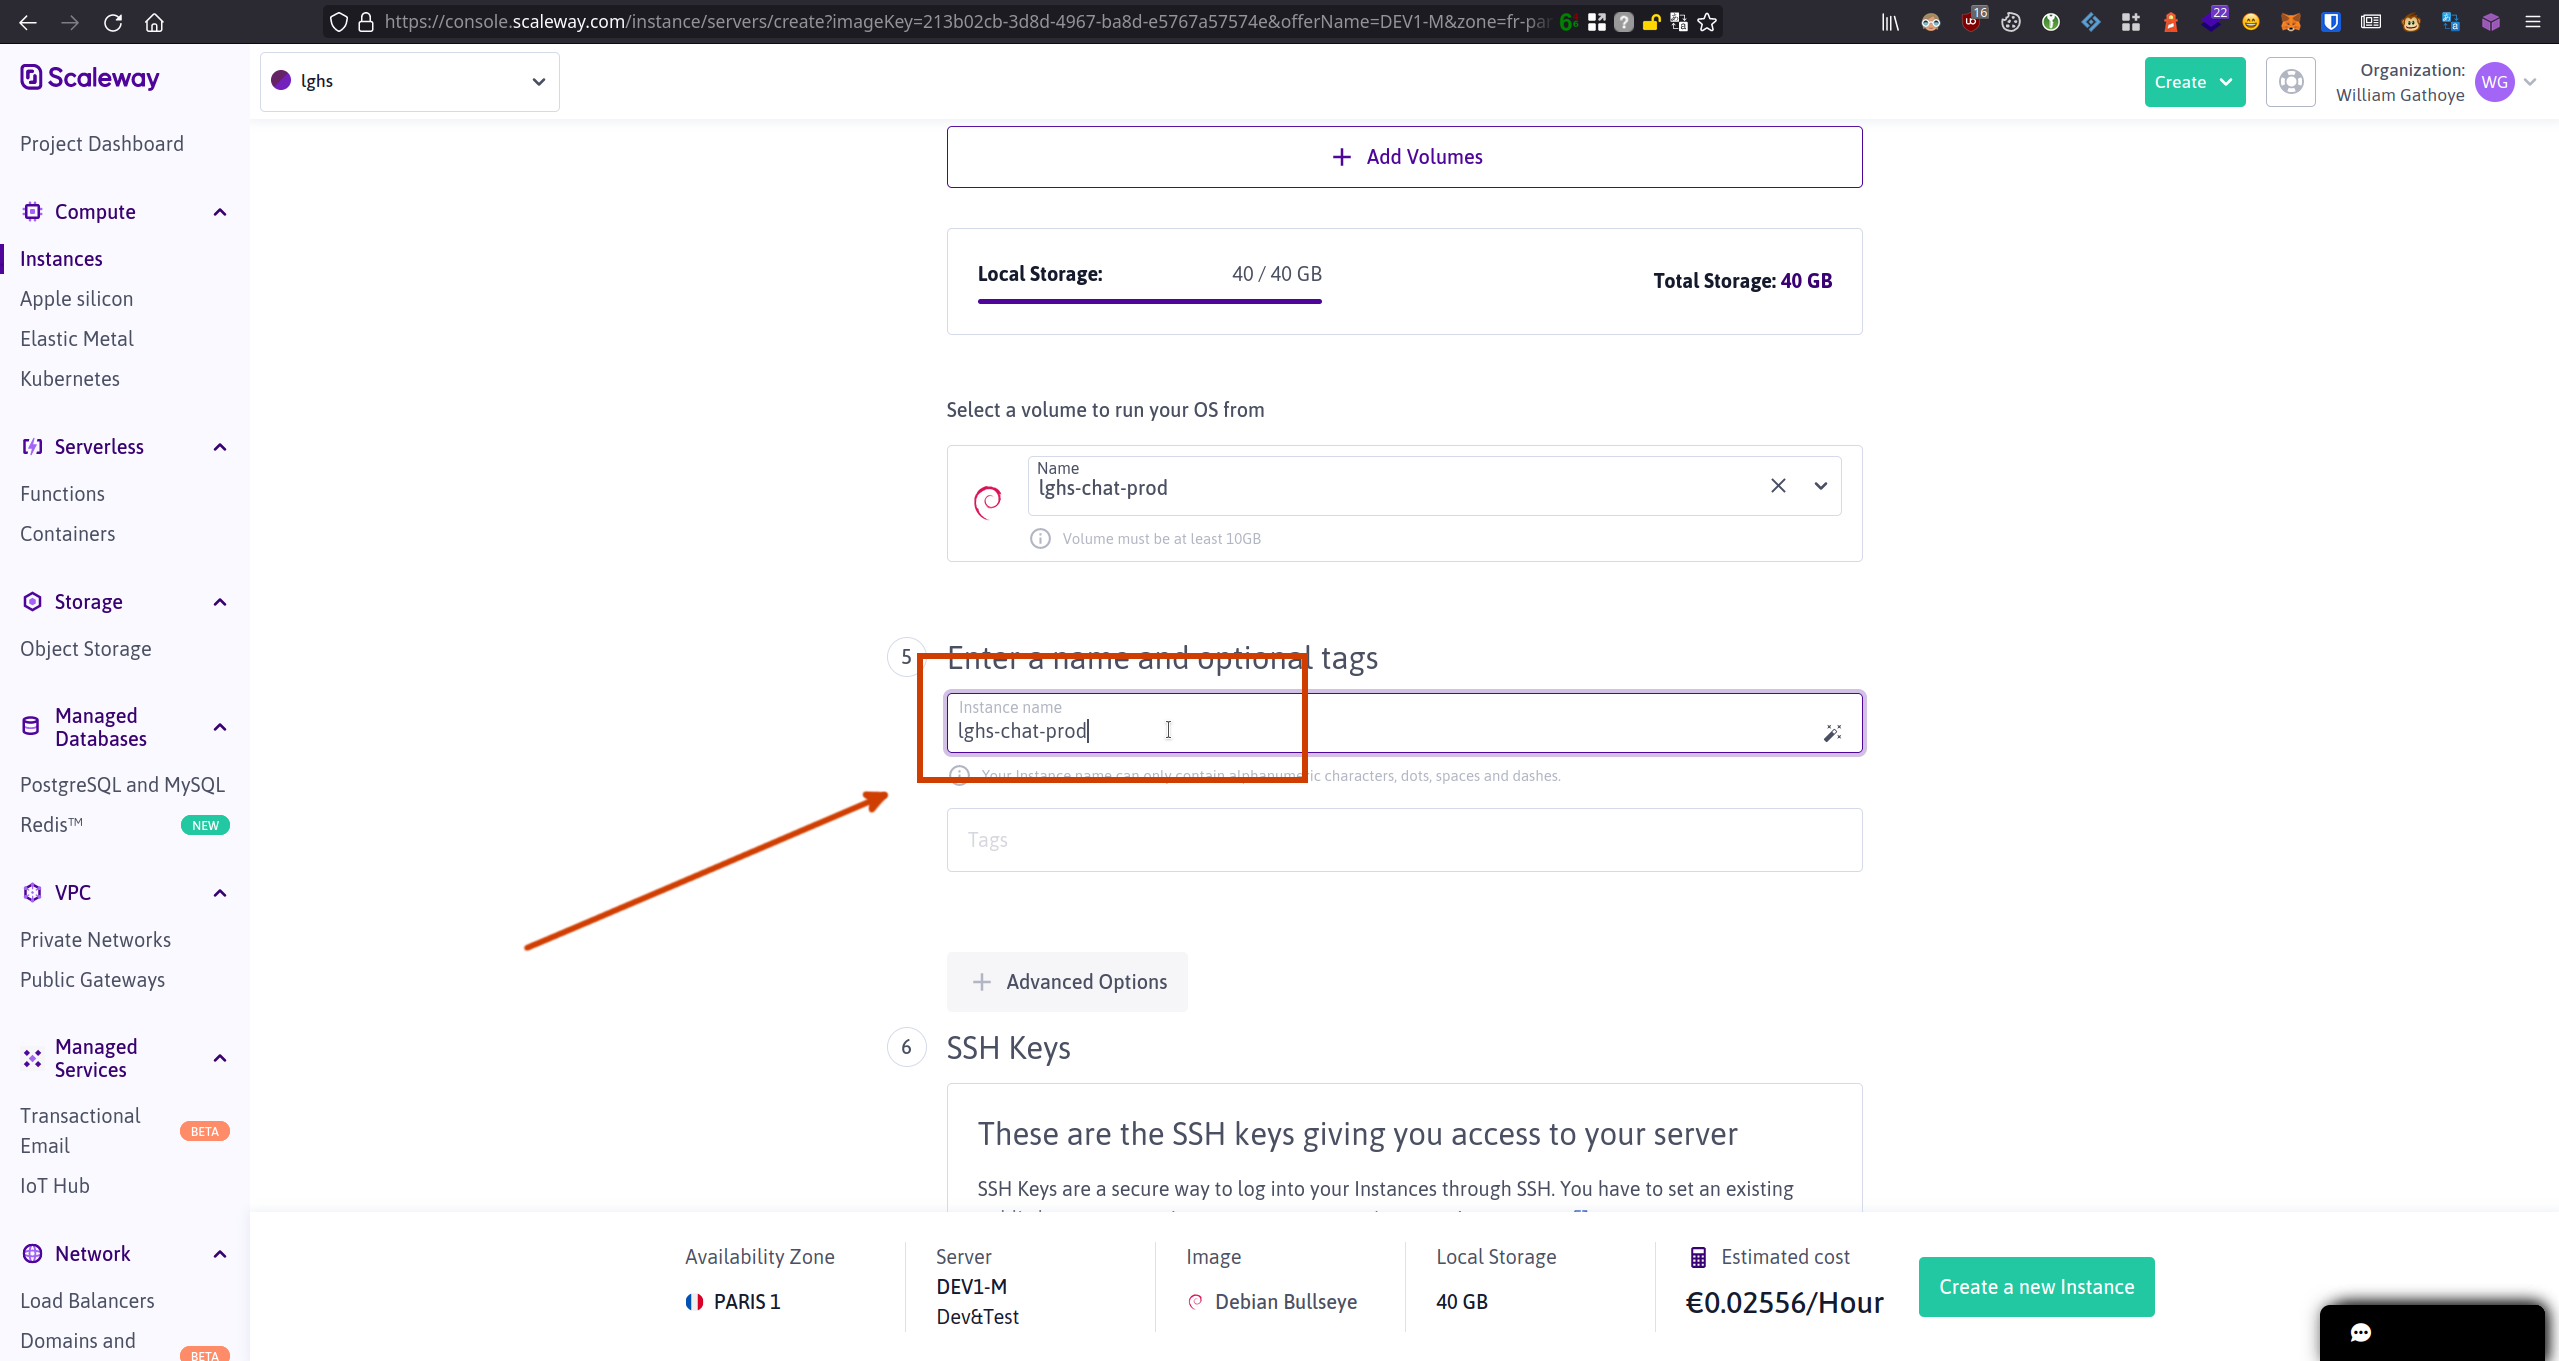 https://console.scaleway.com/instance/servers/create?imageKey=213b02cb-3d8d-4967-ba8d-e5767a57574e&offerName=DEV1-M&zone=fr-par
16
22
Scaleway
lghs
Create
Organization:
William Gathoye
WG
Project Dashboard
Compute
Instances
Apple silicon
Elastic Metal
Kubernetes
Serverless
Functions
Containers
Storage
Object Storage
Managed
Databases
PostgreSQL and MySQL
Redis™
NEW
VPC
Private Networks
Public Gateways
Managed
Services
Transactional
Email
BETA
IoT Hub
Network
Load Balancers
Domains and
BETA
+ Add Volumes
Local Storage:
40 / 40 GB
Total Storage: 40 GB
Select a volume to run your OS from
Name
lghs-chat-prod
Volume must be at least 10GB
5
Enter a name and optional tags
Instance name
lghs-chat-prod
Your Instance name can only contain alphanumeric characters, dots, spaces and dashes.
Tags
+ Advanced Options
6
SSH Keys
These are the SSH keys giving you access to your server
SSH Keys are a secure way to log into your Instances through SSH. You have to set an existing
Availability Zone
PARIS 1
Server
DEV1-M
Dev&Test
Image
Debian Bullseye
Local Storage
40 GB
Estimated cost
€0.02556/Hour
Create a new Instance